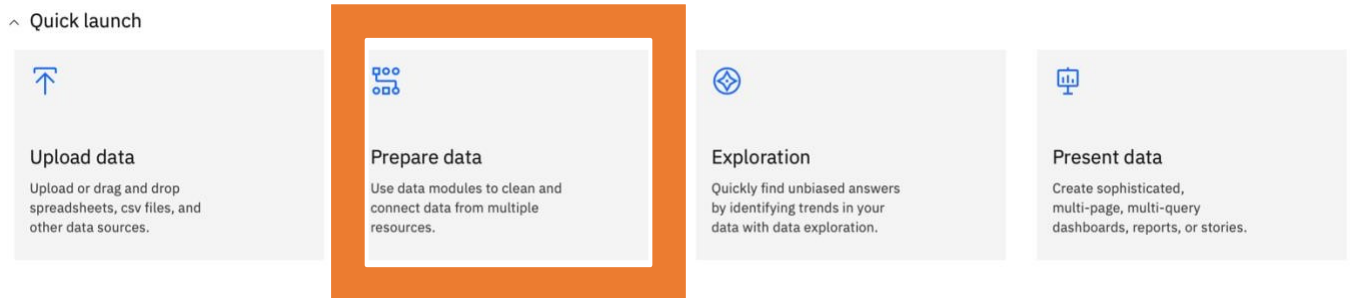 Quick launch
Upload data
Upload or drag and drop
spreadsheets, csv files, and
other data sources.
Prepare data
Use data modules to clean and
connect data from multiple
resources.
Exploration
Quickly find unbiased answers
by identifying trends in your
data with data exploration.
Present data
Create sophisticated,
multi-page, multi-query
dashboards, reports, or stories.